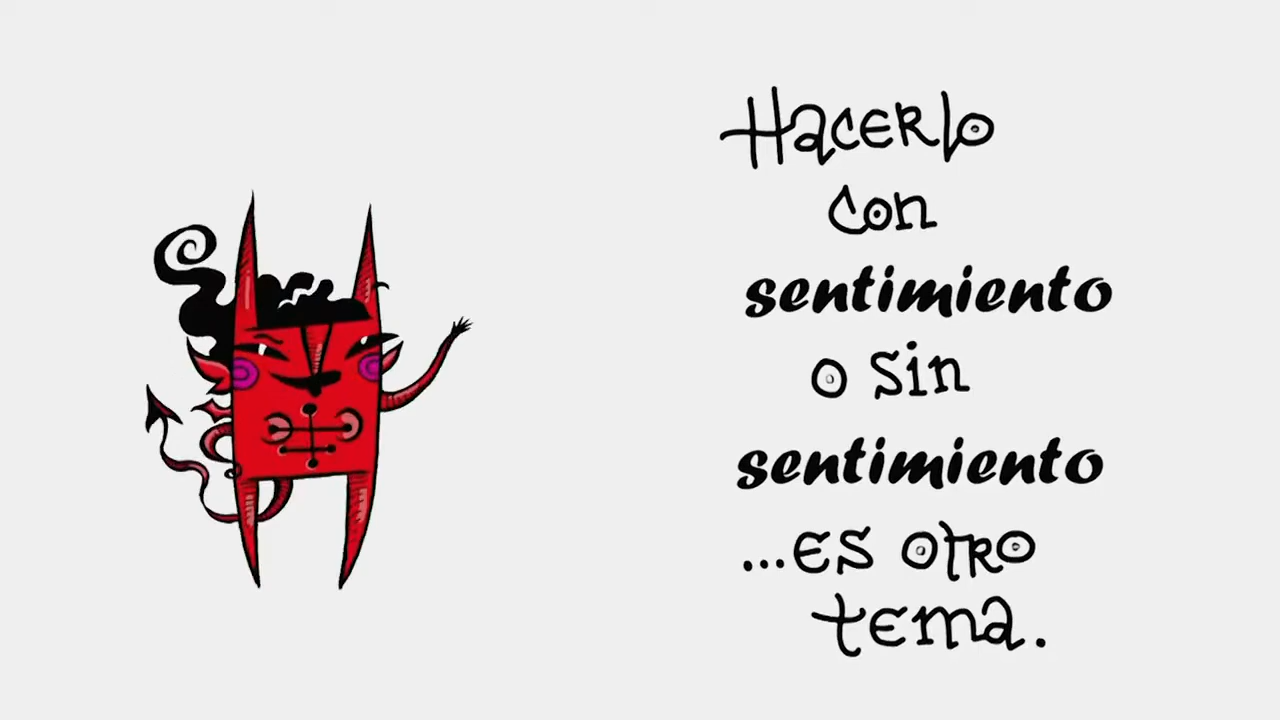 Hacerlo
con
sentimiento
o sin
sentimiento
...es otro
tema.